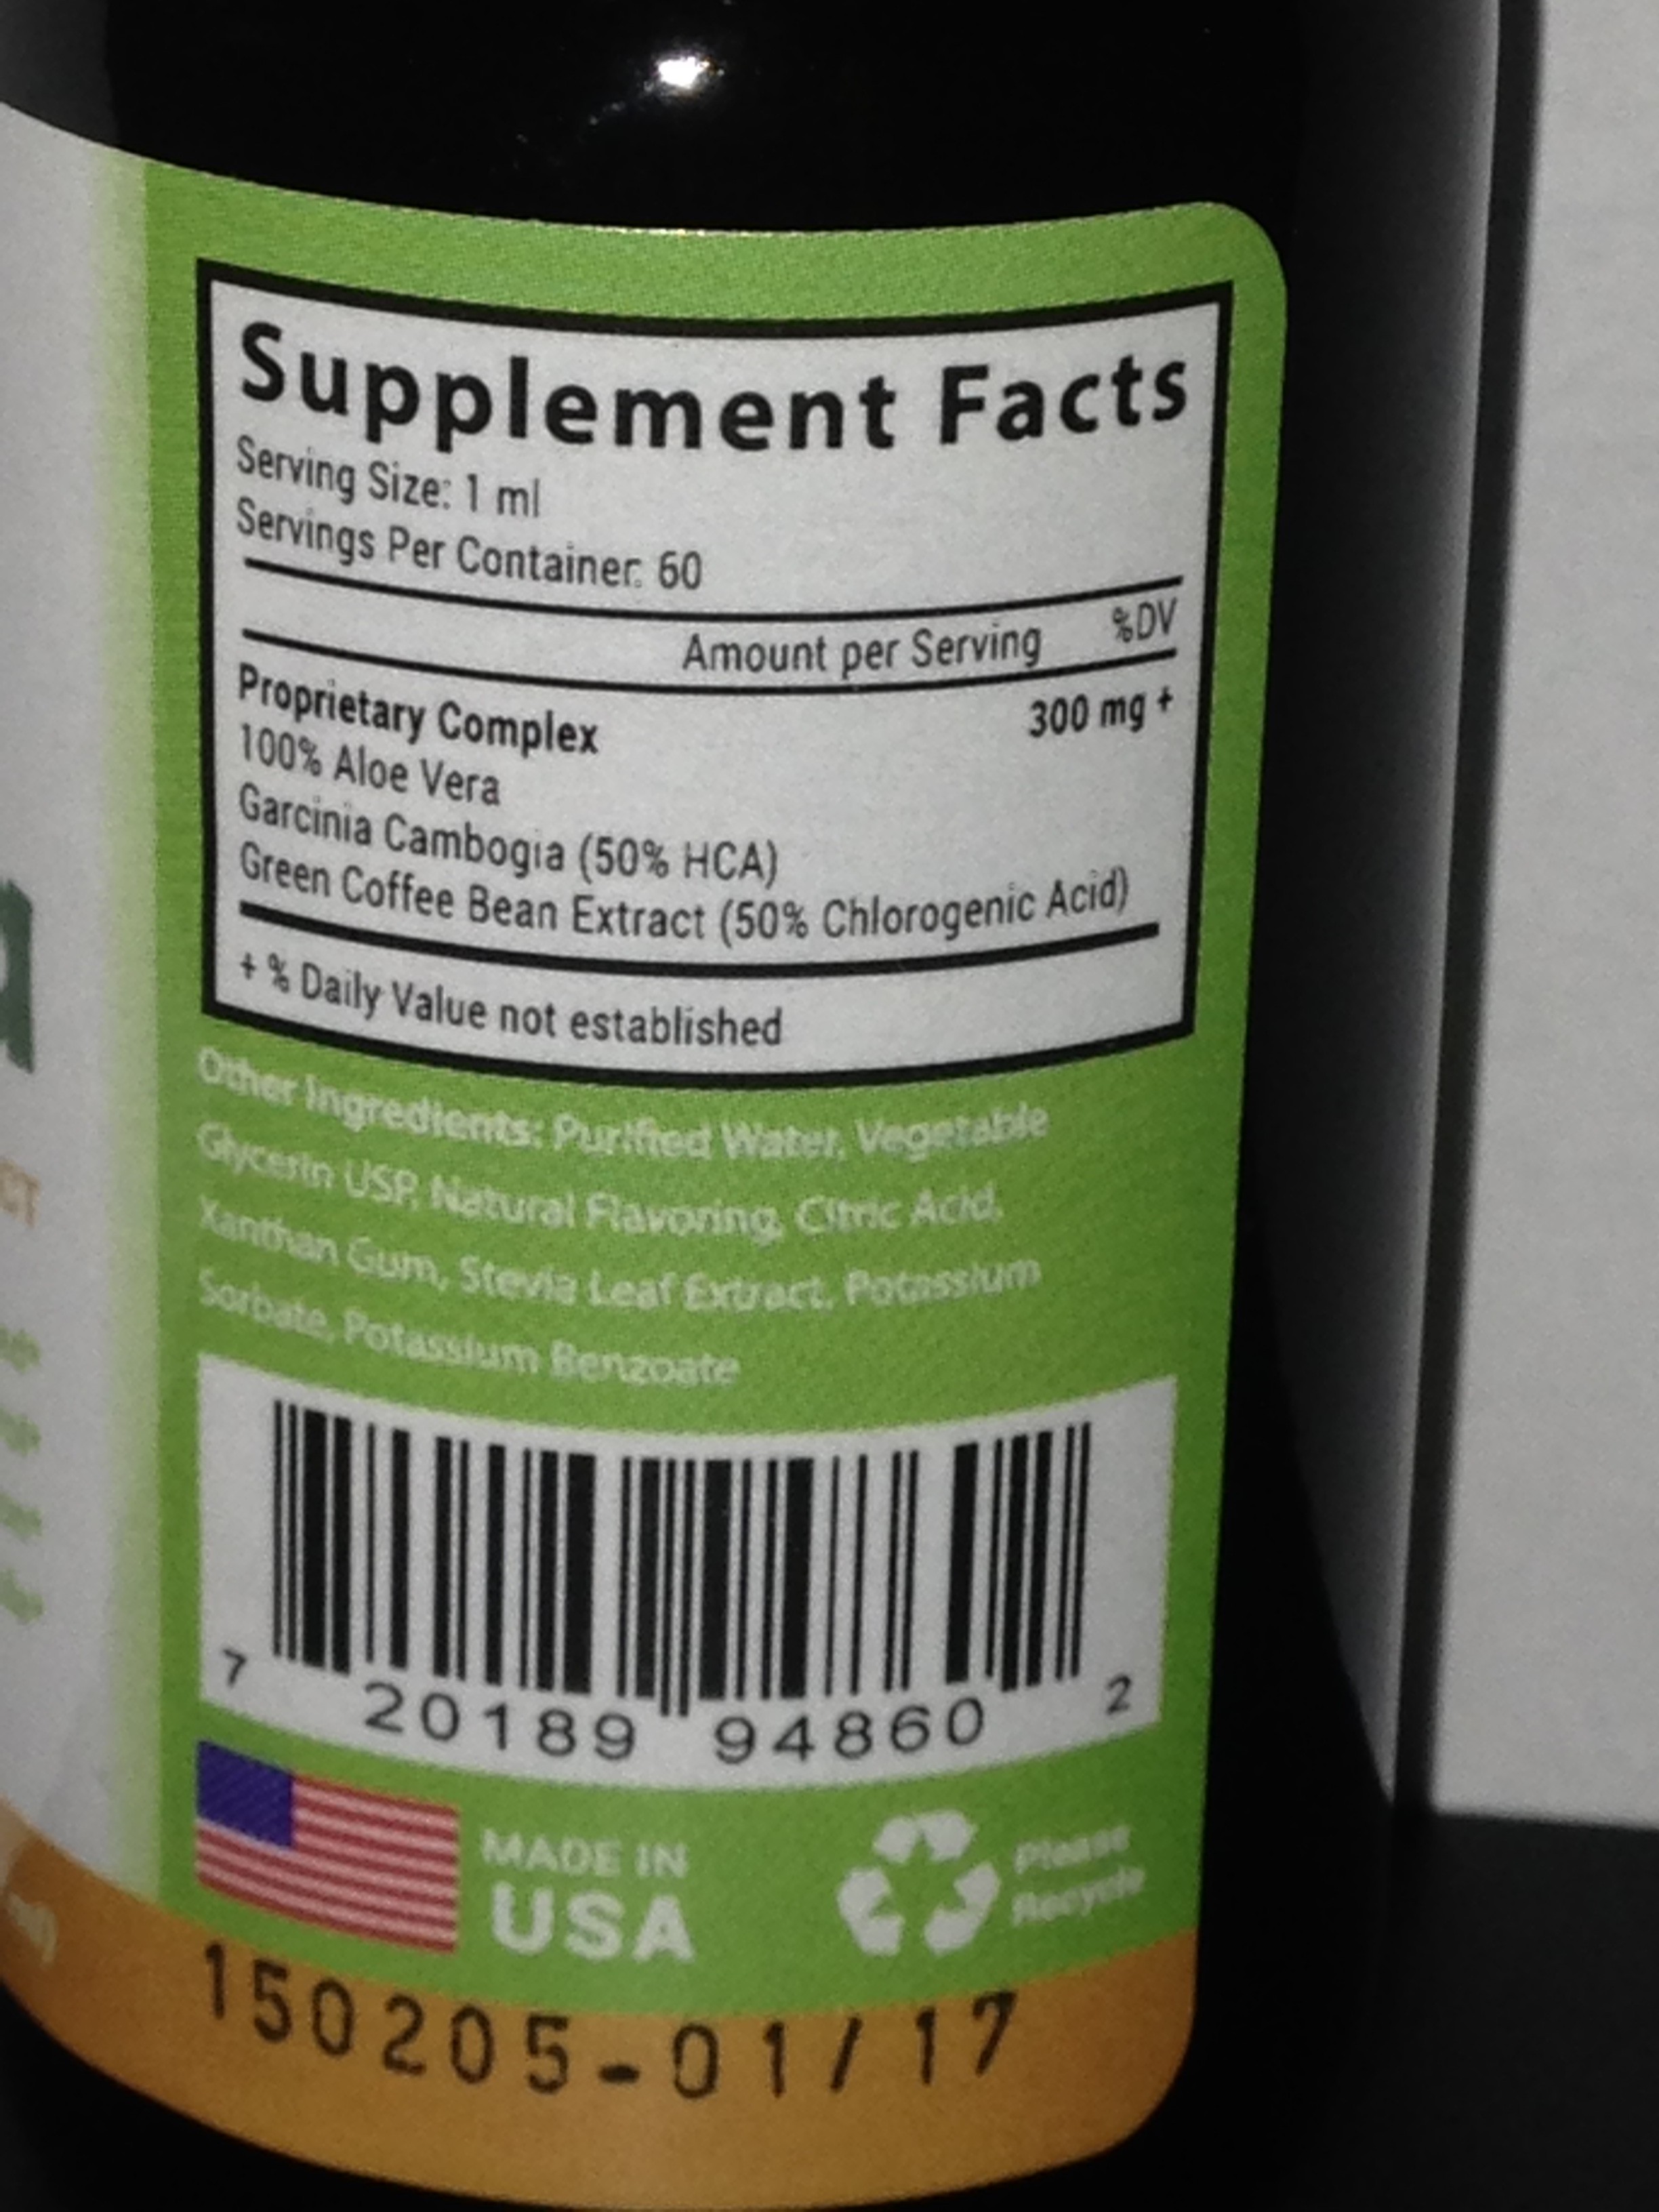 Supplement Facts
Serving Size: 1 ml
Servings Per Container: 60
Amount per Serving %DV
Proprietary Complex 300 mg +
100% Aloe Vera
Garcinia Cambogia (50% HCA)
Green Coffee Bean Extract (50% Chlorogenic Acid)
+ % Daily Value not established
Other Ingredients: Purified Water, Vegetable
Glycerin USP, Natural Flavoring, Citric Acid,
Xanthan Gum, Stevia Leaf Extract, Potassium
Sorbate, Potassium Benzoate
7 20189 94860 2
MADE IN
USA
Please
Recycle
150205-01/17